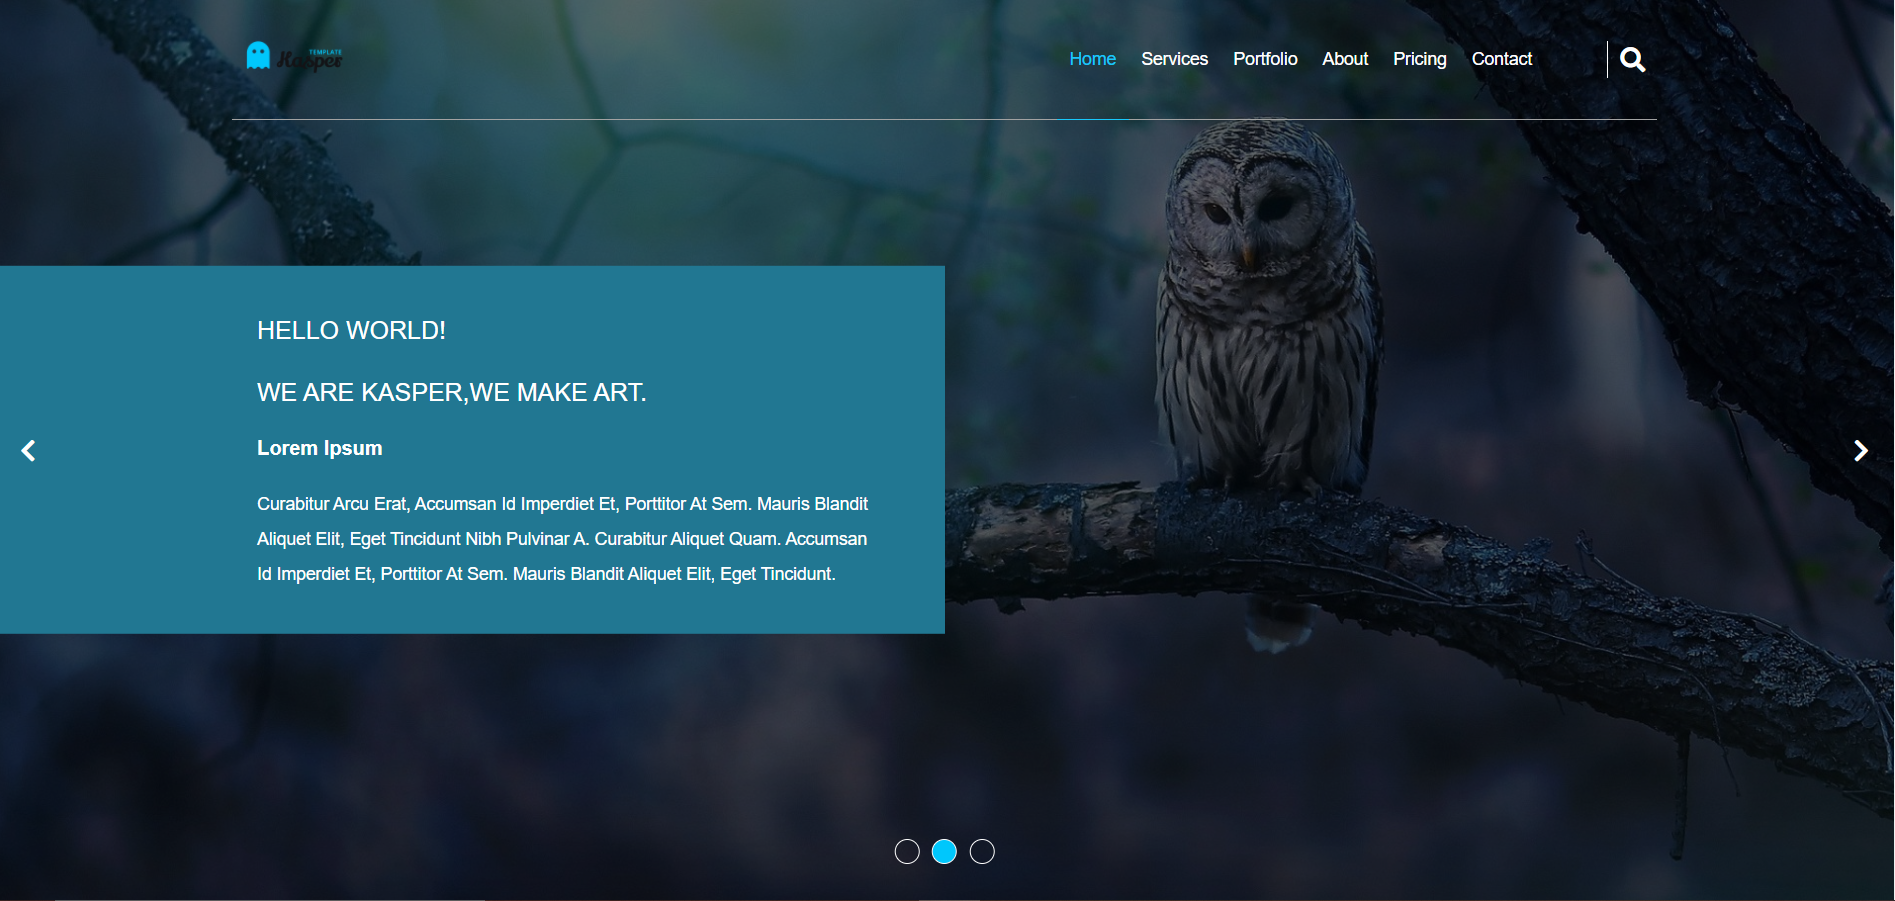 TEMPLATE
Kasper
Home Services Portfolio About Pricing Contact
HELLO WORLD!
WE ARE KASPER,WE MAKE ART.
Lorem Ipsum
Curabitur Arcu Erat, Accumsan Id Imperdiet Et, Porttitor At Sem. Mauris Blandit
Aliquet Elit, Eget Tincidunt Nibh Pulvinar A. Curabitur Aliquet Quam. Accumsan
Id Imperdiet Et, Porttitor At Sem. Mauris Blandit Aliquet Elit, Eget Tincidunt.